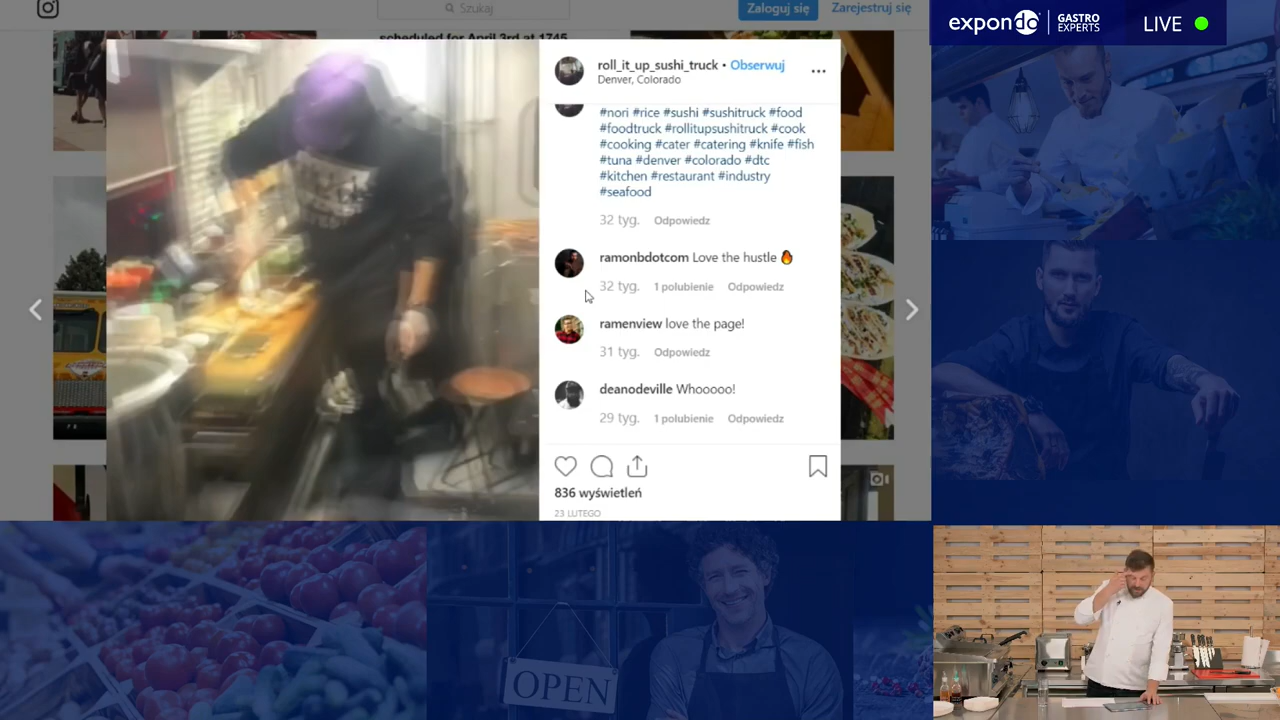 Szukaj
Zaloguj się
Zarejestruj się
expondo
GASTRO
EXPERTS
LIVE
scheduled for April 3rd at 1745
roll_it_up_sushi_truck • Obserwuj
Denver, Colorado
#nori #rice #sushi #sushitruck #food
#foodtruck #rollitupsushitruck #cook
#cooking #cater #catering #knife #fish
#tuna #denver #colorado #dtc
#kitchen #restaurant #industry
#seafood
32 tyg. Odpowiedz
ramonbdotcom Love the hustle 🔥
32 tyg. 1 polubienie Odpowiedz
ramenview love the page!
31 tyg. Odpowiedz
deanodeville Whooooo!
29 tyg. 1 polubienie Odpowiedz
836 wyświetleń
23 LUTEGO
OPEN